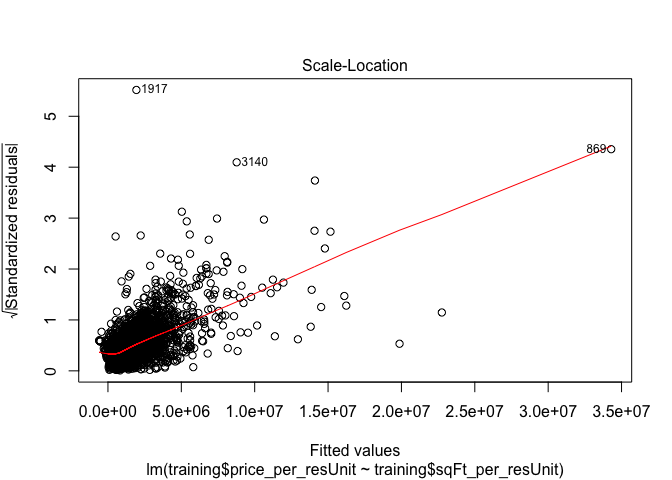 Scale-Location
√|Standardized residuals|
5
4
3
2
1
0
1917
3140
869
0.0e+00 5.0e+06 1.0e+07 1.5e+07 2.0e+07 2.5e+07 3.0e+07 3.5e+07
Fitted values
lm(training$price_per_resUnit ~ training$sqFt_per_resUnit)